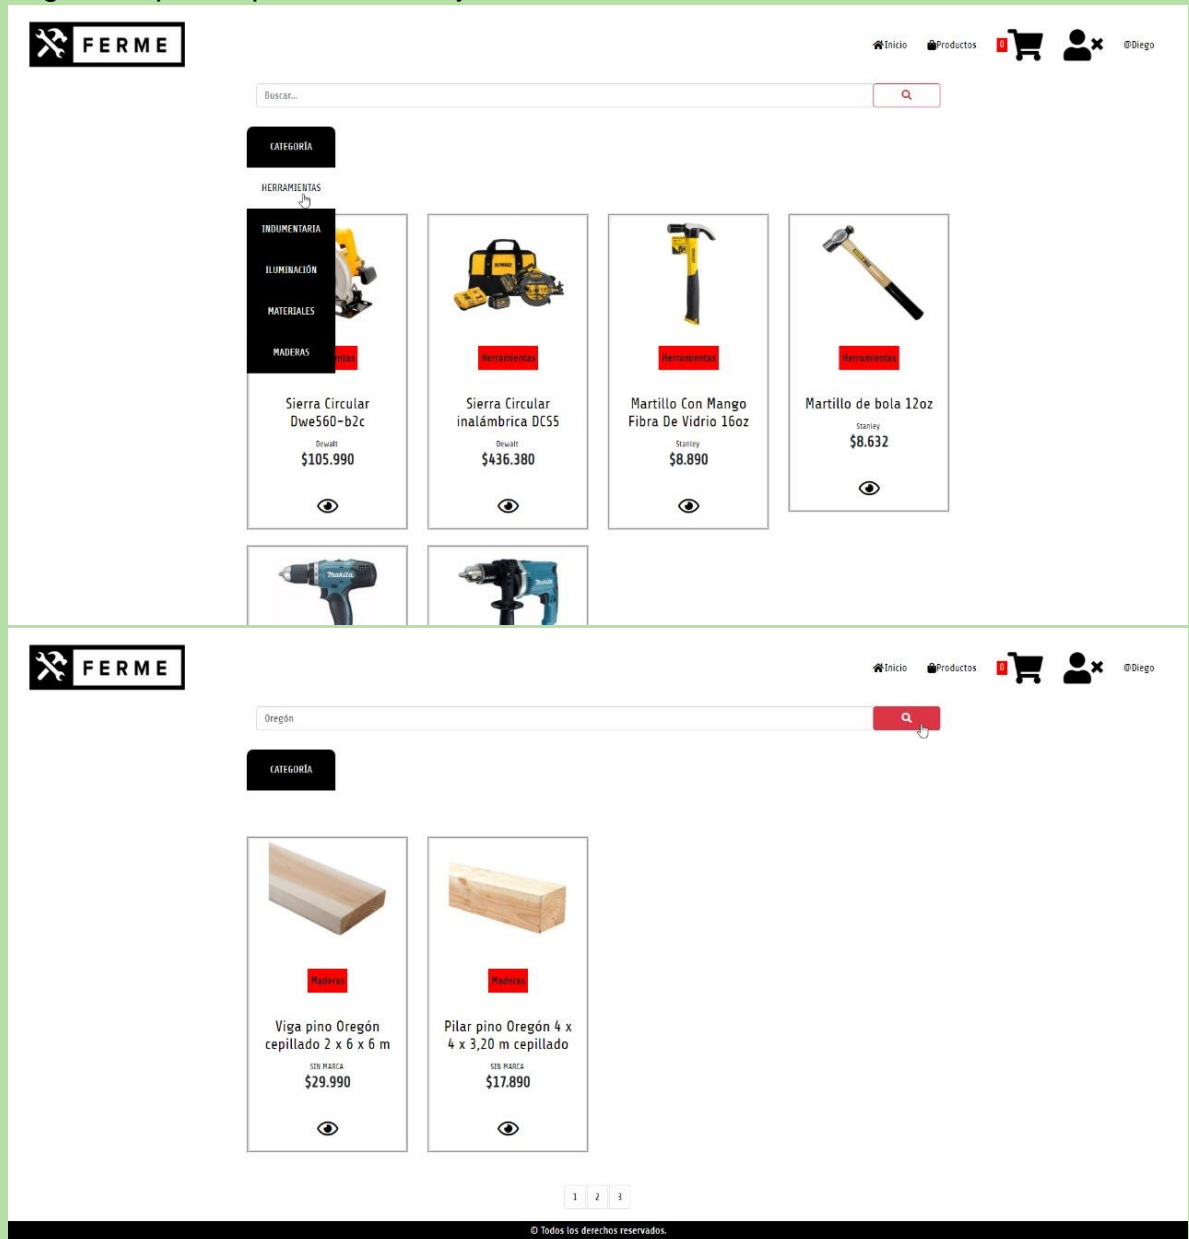 FERME
Inicio Productos 0 @Diego
Buscar...
CATEGORÍA
HERRAMIENTAS
INDUMENTARIA
ILUMINACIÓN
MATERIALES
MADERAS
Herramientas Herramientas Herramientas
Sierra Circular
Dwe560-b2c
Dewalt
$105.990
Sierra Circular
inalámbrica DCS5
Dewalt
$436.380
Martillo Con Mango
Fibra De Vidrio 16oz
Stanley
$8.890
Martillo de bola 12oz
Stanley
$8.632
makita
FERME
Inicio Productos 0 @Diego
Oregón
CATEGORÍA
Maderas
Viga pino Oregón
cepillado 2 x 6 x 6 m
SIN MARCA
$29.990
Maderas
Pilar pino Oregón 4 x
4 x 3,20 m cepillado
SIN MARCA
$17.890
1 2 3
© Todos los derechos reservados.